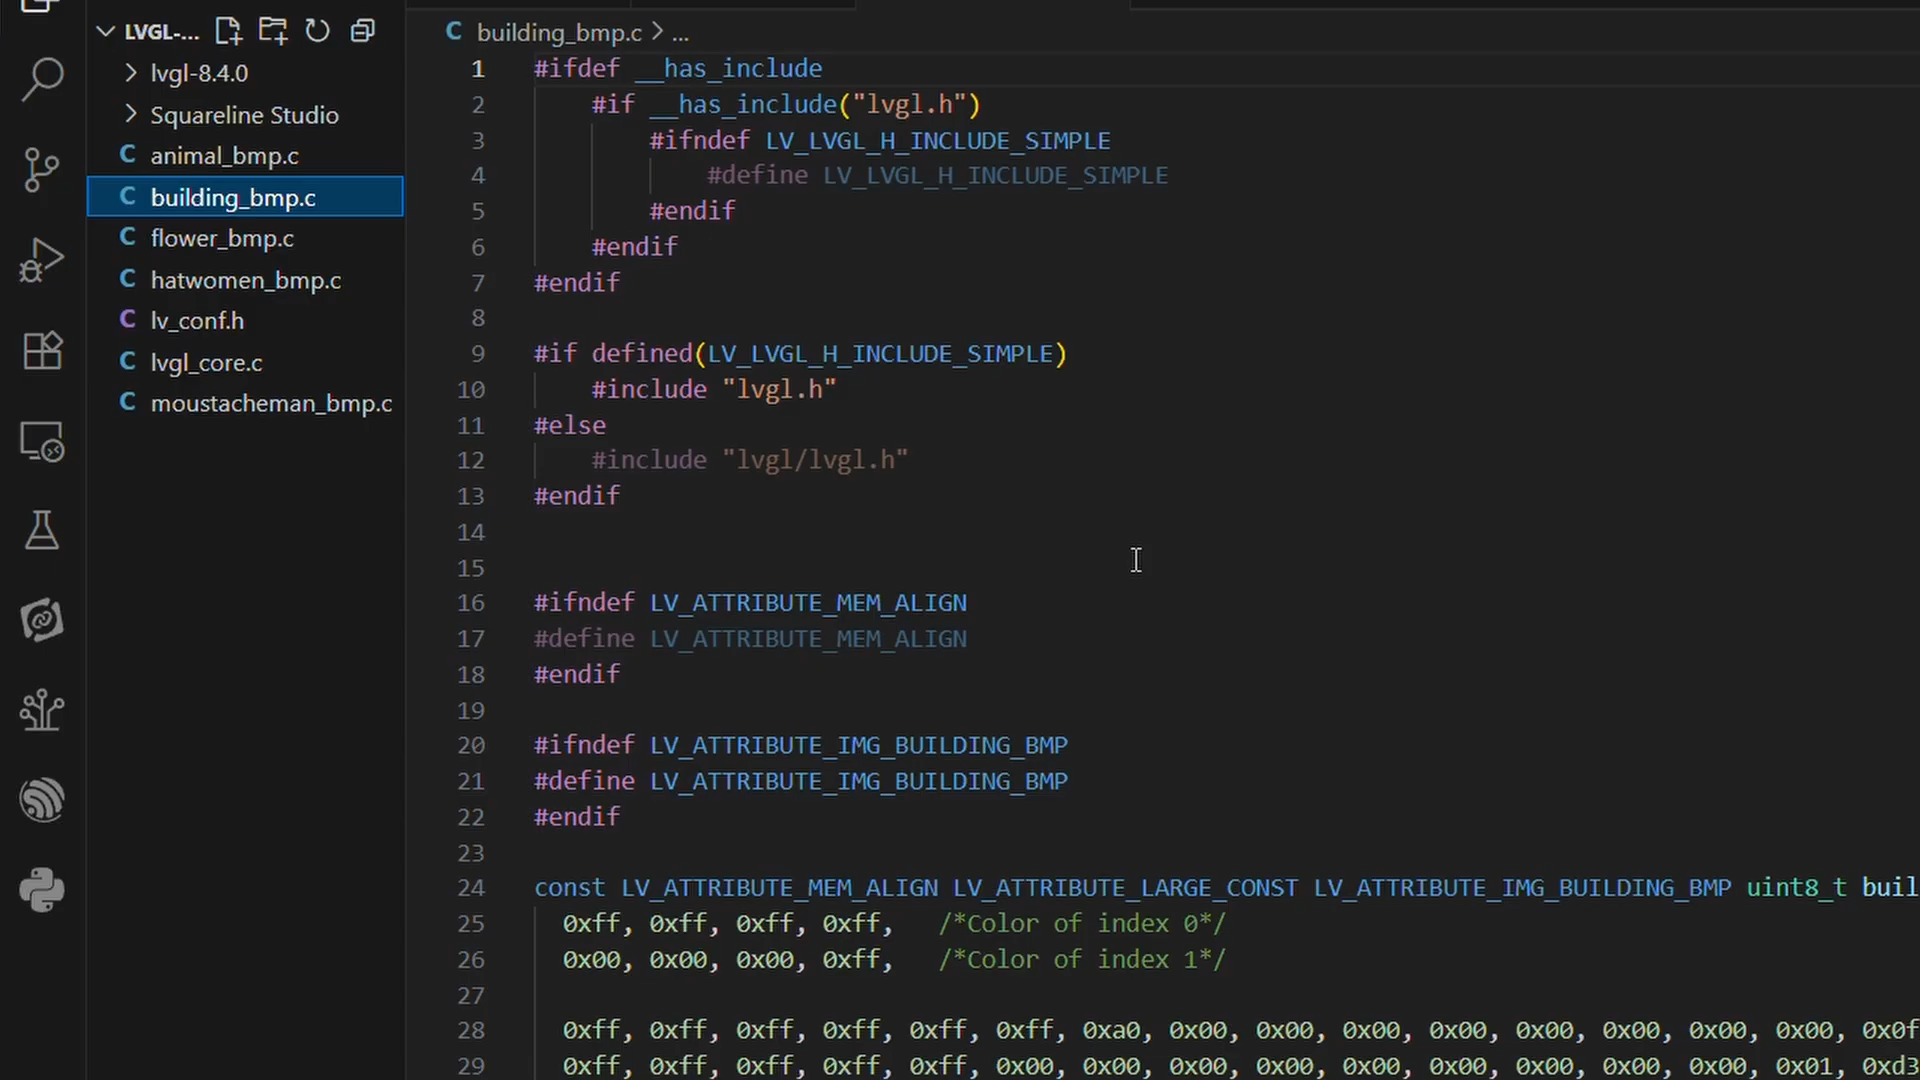 LVGL-...
lvgl-8.4.0
Squareline Studio
C animal_bmp.c
C building_bmp.c
C flower_bmp.c
C hatwomen_bmp.c
C lv_conf.h
C lvgl_core.c
C moustacheman_bmp.c
C building_bmp.c > ...
1 #ifdef __has_include
2 #if __has_include("lvgl.h")
3 #ifndef LV_LVGL_H_INCLUDE_SIMPLE
4 #define LV_LVGL_H_INCLUDE_SIMPLE
5 #endif
6 #endif
7 #endif
8
9 #if defined(LV_LVGL_H_INCLUDE_SIMPLE)
10 #include "lvgl.h"
11 #else
12 #include "lvgl/lvgl.h"
13 #endif
14
15
16 #ifndef LV_ATTRIBUTE_MEM_ALIGN
17 #define LV_ATTRIBUTE_MEM_ALIGN
18 #endif
19
20 #ifndef LV_ATTRIBUTE_IMG_BUILDING_BMP
21 #define LV_ATTRIBUTE_IMG_BUILDING_BMP
22 #endif
23
24 const LV_ATTRIBUTE_MEM_ALIGN LV_ATTRIBUTE_LARGE_CONST LV_ATTRIBUTE_IMG_BUILDING_BMP uint8_t buil
25 0xff, 0xff, 0xff, 0xff, /*Color of index 0*/
26 0x00, 0x00, 0x00, 0xff, /*Color of index 1*/
27
28 0xff, 0xff, 0xff, 0xff, 0xff, 0xff, 0xa0, 0x00, 0x00, 0x00, 0x00, 0x00, 0x00, 0x00, 0x00, 0x0f
29 0xff, 0xff, 0xff, 0xff, 0xff, 0x00, 0x00, 0x00, 0x00, 0x00, 0x00, 0x00, 0x00, 0x00, 0x01, 0xd3